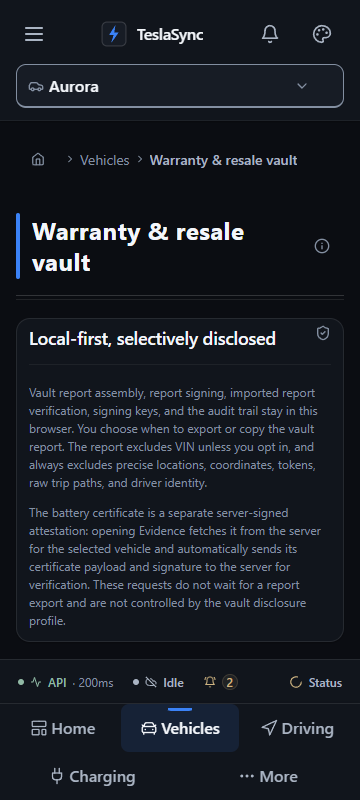 TeslaSync
Aurora
Vehicles
Warranty & resale vault
Warranty & resale
vault
Local-first, selectively disclosed
Vault report assembly, report signing, imported report
verification, signing keys, and the audit trail stay in this
browser. You choose when to export or copy the vault
report. The report excludes VIN unless you opt in, and
always excludes precise locations, coordinates, tokens,
raw trip paths, and driver identity.
The battery certificate is a separate server-signed
attestation: opening Evidence fetches it from the server
for the selected vehicle and automatically sends its
certificate payload and signature to the server for
verification. These requests do not wait for a report
export and are not controlled by the vault disclosure
profile.
API · 200ms
Idle
2
Status
Home
Vehicles
Driving
Charging
More